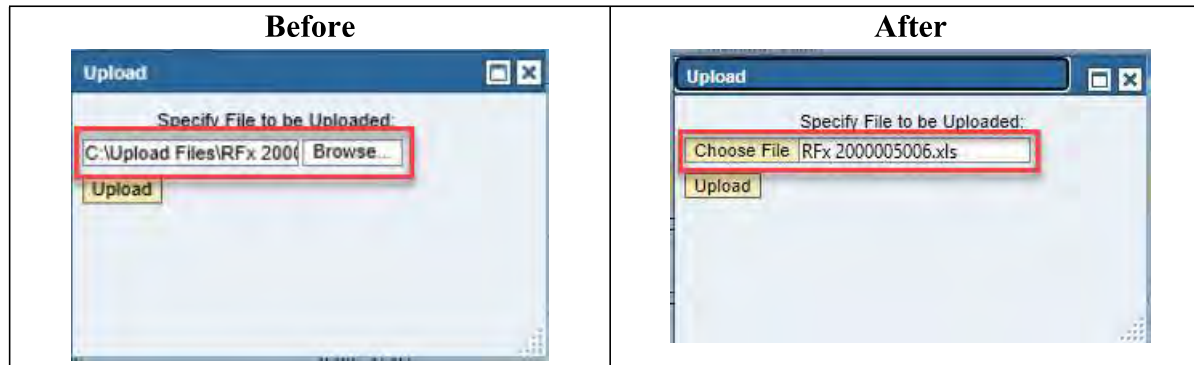 Before
After
Upload
Specify File to be Uploaded:
C:\Upload Files\RFx 200( Browse...
Upload
Upload
Specify File to be Uploaded:
Choose File RFx 2000005006.xls
Upload